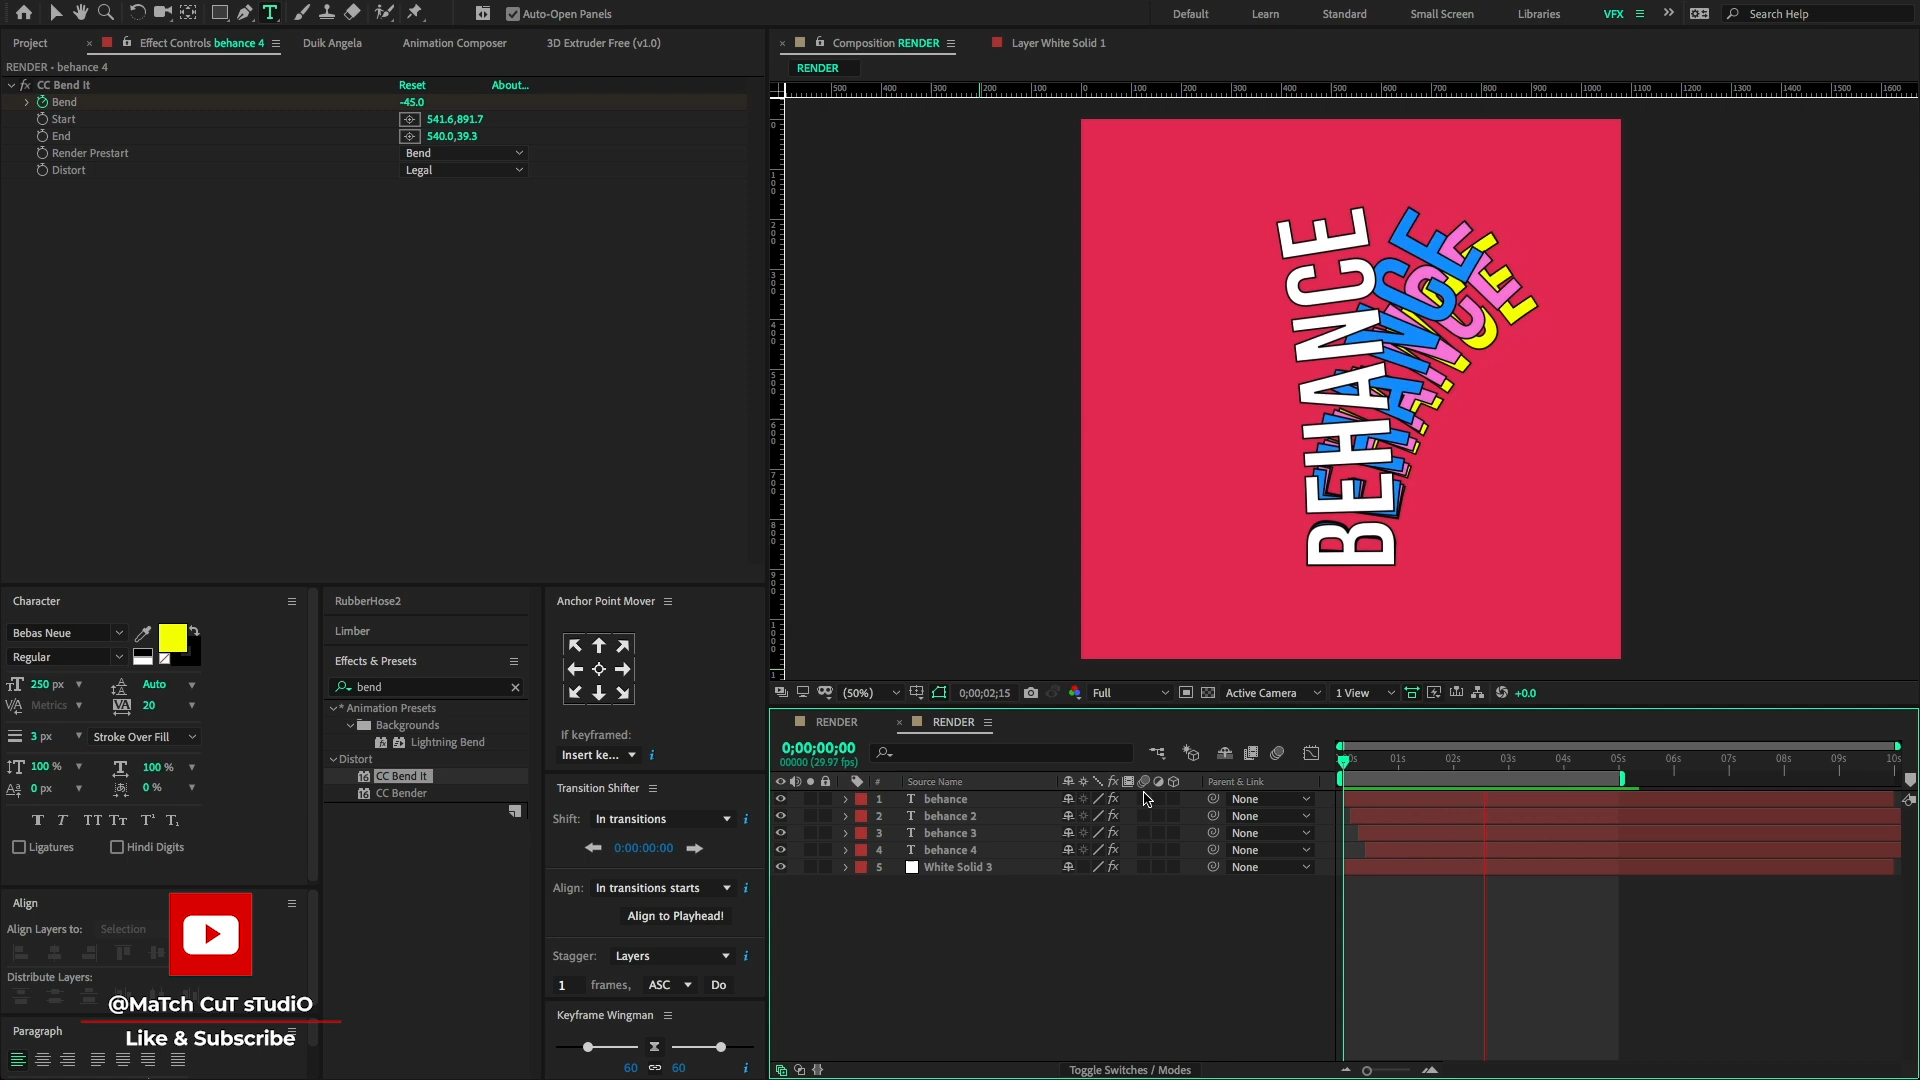 Auto-Open Panels
Default
Learn
Standard
Small Screen
Libraries
VFX
Search Help
Project
Effect Controls behance 4
Duik Angela
Animation Composer
3D Extruder Free (v1.0)
Composition RENDER
Layer White Solid 1
RENDER • behance 4
RENDER
CC Bend It
Reset
About...
Bend
-45.0
Start
541.6,891.7
End
540.0,39.3
Render Prestart
Bend
Distort
Legal
BEHANCE
BEHANCE
Character
Bebas Neue
Regular
250 px
Auto
Metrics
20
3 px
Stroke Over Fill
100 %
100 %
0 px
0 %
Ligatures
Hindi Digits
Align
Align Layers to:
Selection
Distribute Layers:
@MaTch CuT sTudiO
Paragraph
Like & Subscribe
RubberHose2
Limber
Effects & Presets
bend
* Animation Presets
Backgrounds
Lightning Bend
Distort
CC Bend It
CC Bender
Anchor Point Mover
If keyframed:
Insert ke...
Transition Shifter
Shift:
In transitions
0:00:00:00
Align:
In transitions starts
Align to Playhead!
Stagger:
Layers
1
frames,
ASC
Do
Keyframe Wingman
60
60
(50%)
0;00;02;15
Full
Active Camera
1 View
+0.0
RENDER
RENDER
0;00;00;00
00000 (29.97 fps)
#
Source Name
Parent & Link
01s
02s
03s
04s
05s
06s
07s
08s
09s
10s
1 T behance None
2 T behance 2 None
3 T behance 3 None
4 T behance 4 None
5 White Solid 3 None
Toggle Switches / Modes